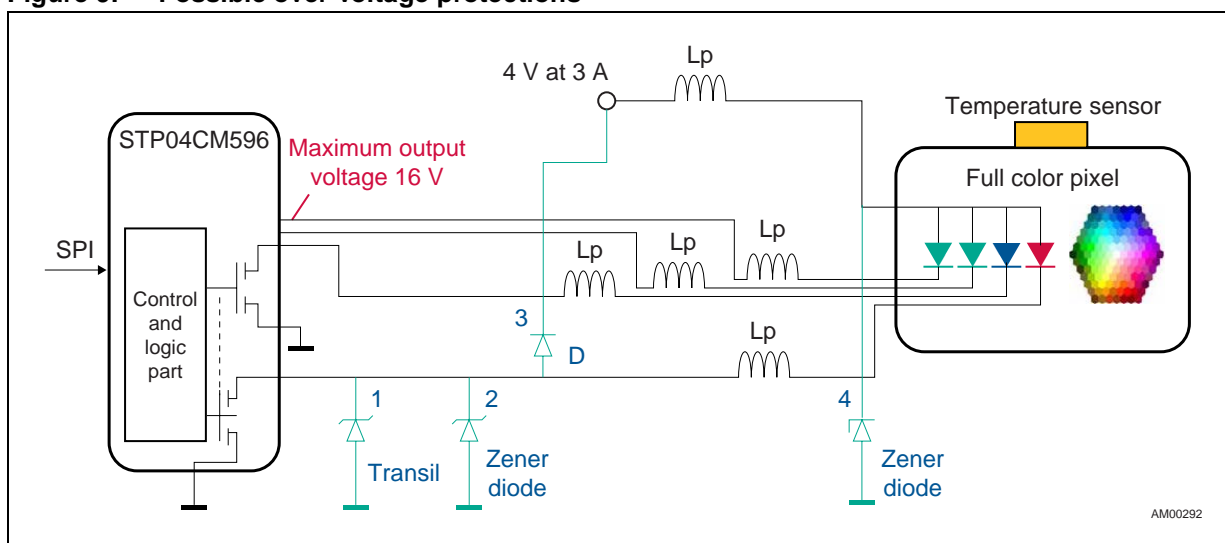 Figure 9. Possible over voltage protections
4 V at 3 A
Lp
Temperature sensor
STP04CM596
Maximum output
voltage 16 V
Full color pixel
SPI
Lp
Lp
Lp
Control
and
logic
part
3
D
Lp
1
2
4
Transil
Zener
diode
Zener
diode
AM00292